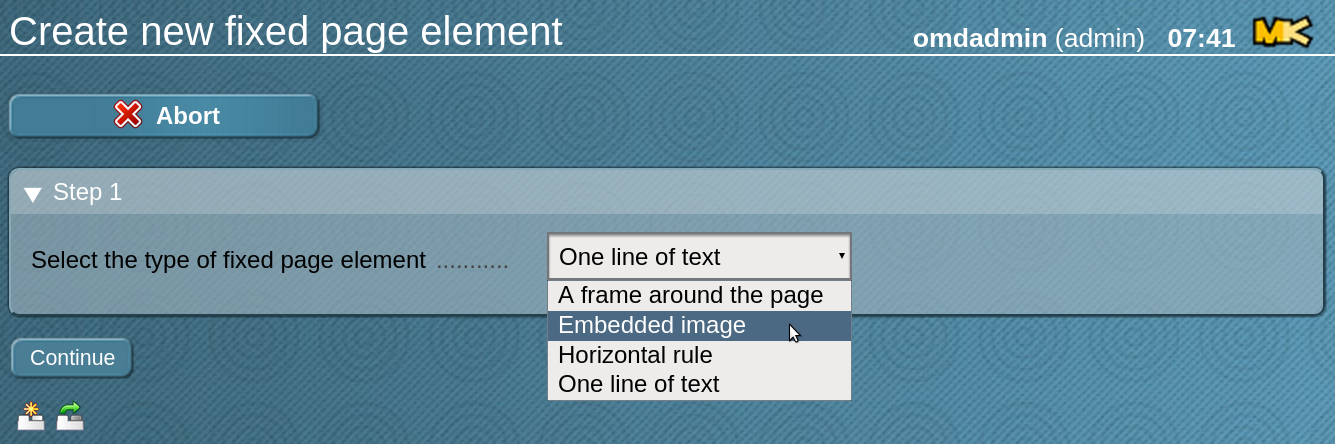 Create new fixed page element
omdadmin (admin) 07:41 MK
Abort
Step 1
Select the type of fixed page element ...........
One line of text
A frame around the page
Embedded image
Horizontal rule
One line of text
Continue